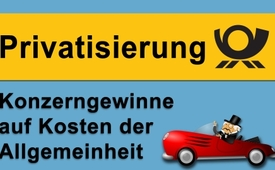 Privatisierung
Konzerngewinne
auf Kosten der
Allgemeinheit